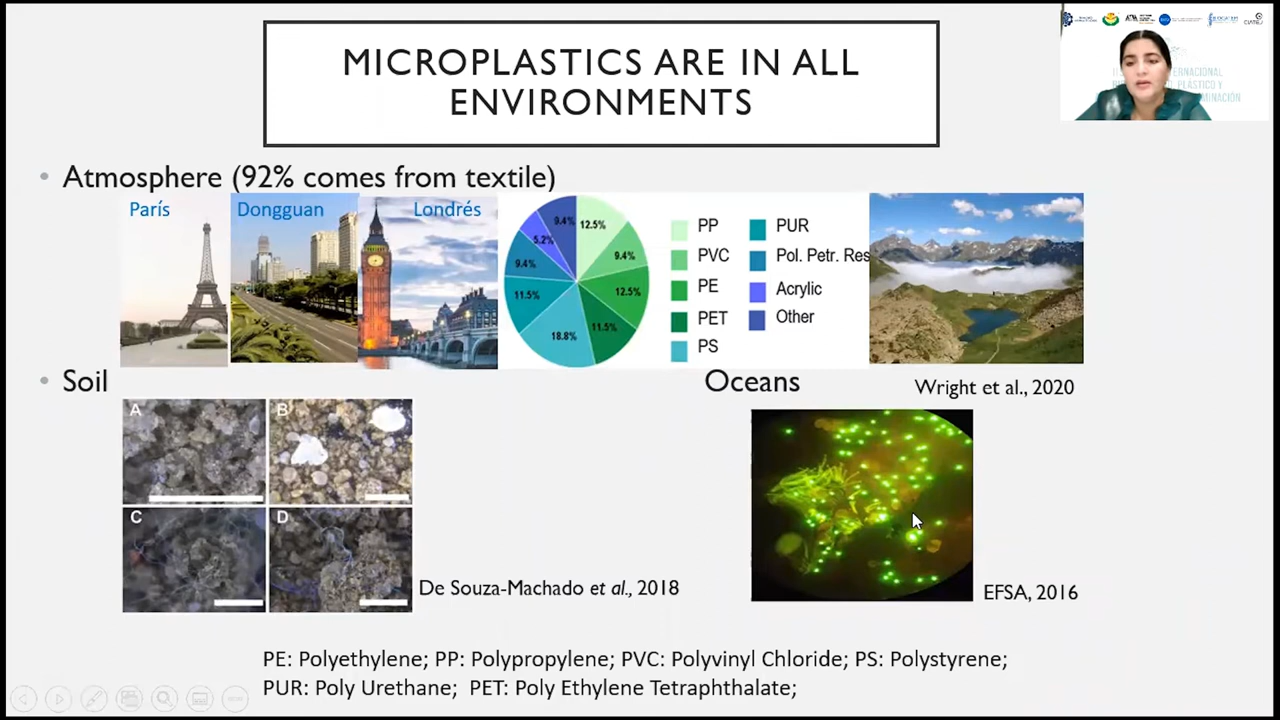 MICROPLASTICS ARE IN ALL
ENVIRONMENTS
Atmosphere (92% comes from textile)
París
Dongguan
Londrés
12.5%
9.4%
12.5%
11.5%
18.8%
11.5%
9.4%
5.2%
9.4%
PP
PVC
PE
PET
PS
PUR
Pol. Petr. Res
Acrylic
Other
Soil
Oceans
Wright et al., 2020
A
B
C
D
De Souza-Machado et al., 2018
EFSA, 2016
PE: Polyethylene; PP: Polypropylene; PVC: Polyvinyl Chloride; PS: Polystyrene;
PUR: Poly Urethane; PET: Poly Ethylene Tetraphthalate;